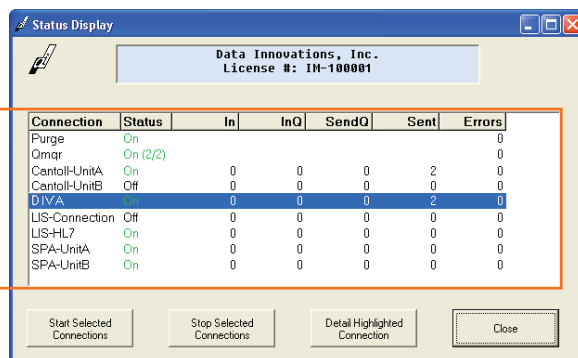 Status Display
Data Innovations, Inc.
License #: IM-100001
Connection Status In InQ SendQ Sent Errors
Purge On 0
Qmgr On (2/2) 0
CantoII-UnitA On 0 0 0 2 0
CantoII-UnitB Off 0 0 0 0 0
DIVA On 0 0 0 2 0
LIS-Connection Off 0 0 0 0 0
LIS-HL7 On 0 0 0 0 0
SPA-UnitA On 0 0 0 0 0
SPA-UnitB On 0 0 0 0 0
Start Selected Connections
Stop Selected Connections
Detail Highlighted Connection
Close